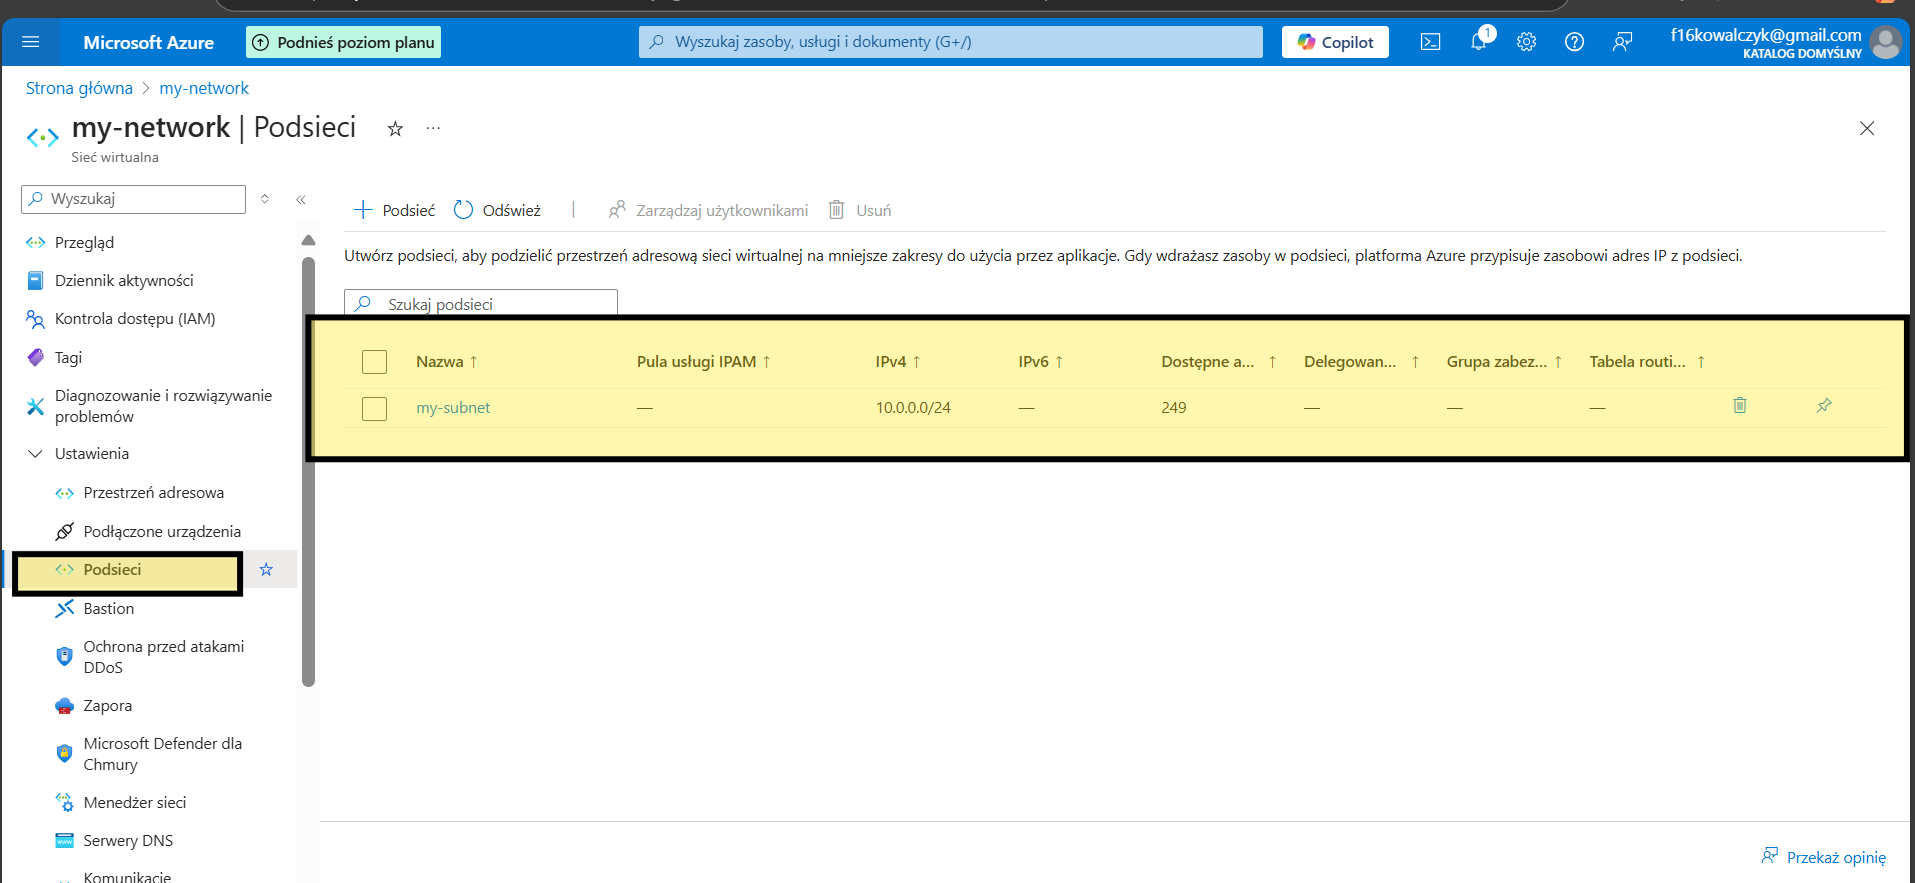 Microsoft Azure
Podnieś poziom planu
Wyszukaj zasoby, usługi i dokumenty (G+/)
Copilot
1
f16kowalczyk@gmail.com
KATALOG DOMYŚLNY
Strona główna > my-network
my-network | Podsieci
Sieć wirtualna
Wyszukaj
Przegląd
Dziennik aktywności
Kontrola dostępu (IAM)
Tagi
Diagnozowanie i rozwiązywanie
problemów
Ustawienia
Przestrzeń adresowa
Podłączone urządzenia
Podsieci
Bastion
Ochrona przed atakami
DDoS
Zapora
Microsoft Defender dla
Chmury
Menedżer sieci
Serwery DNS
Komunikacje
Podsieć Odśwież | Zarządzaj użytkownikami Usuń
Utwórz podsieci, aby podzielić przestrzeń adresową sieci wirtualnej na mniejsze zakresy do użycia przez aplikacje. Gdy wdrażasz zasoby w podsieci, platforma Azure przypisuje zasobowi adres IP z podsieci.
Szukaj podsieci
Nazwa ↑ Pula usługi IPAM ↑ IPv4 ↑ IPv6 ↑ Dostępne a... ↑ Delegowan... ↑ Grupa zabez... ↑ Tabela routi... ↑
my-subnet — 10.0.0.0/24 — 249 — — —
Przekaż opinię